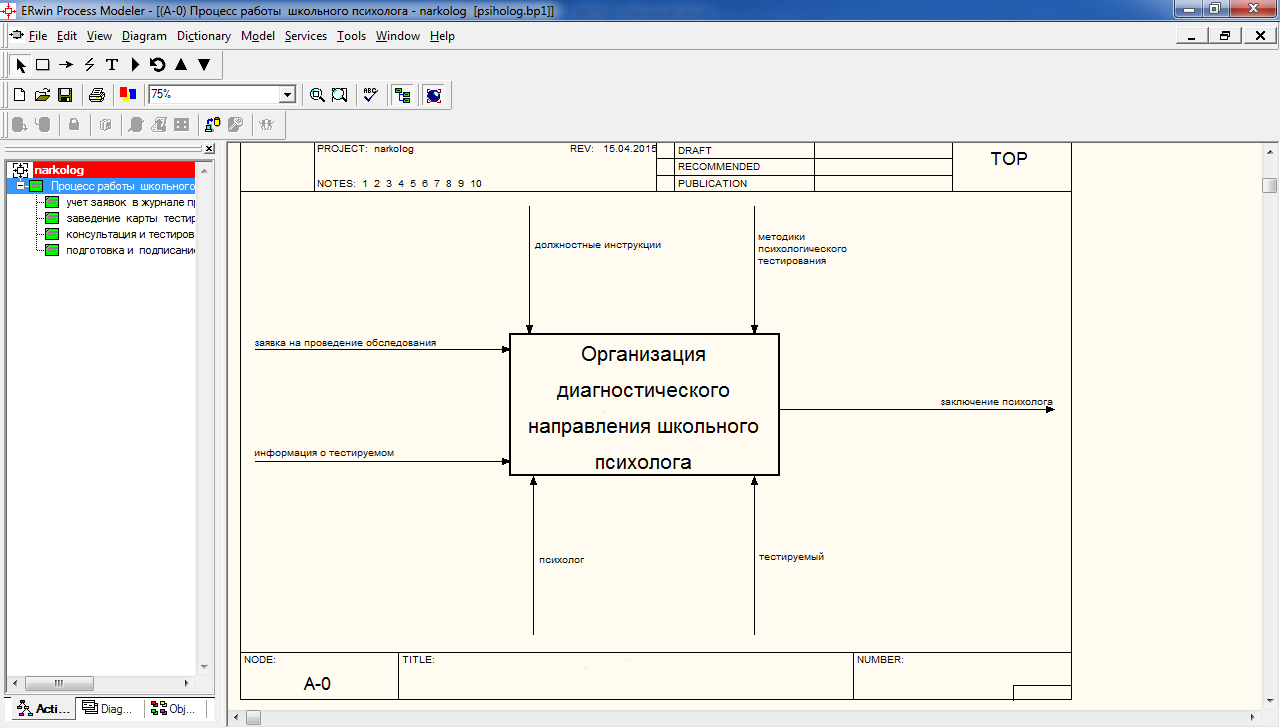 ERwin Process Modeler - [(A-0) Процесс работы  школьного психолога - narkolog  [psiholog.bp1]]
File Edit View Diagram Dictionary Model Services Tools Window Help
75%
ABC
narkolog
Процесс работы  школьного
учет заявок  в журнале п
заведение  карты  тестир
консультация и тестиров
подготовка и  подписание
Acti...
Diag...
Obj...
PROJECT:  narkolog
REV:   15.04.2015
NOTES:  1  2  3  4  5  6  7  8  9  10
DRAFT
RECOMMENDED
PUBLICATION
TOP
должностные инструкции
методики
психологического
тестирования
заявка на проведение обследования
информация о тестируемом
Организация
диагностического
направления школьного
психолога
заключение психолога
психолог
тестируемый
NODE:
A-0
TITLE:
NUMBER: